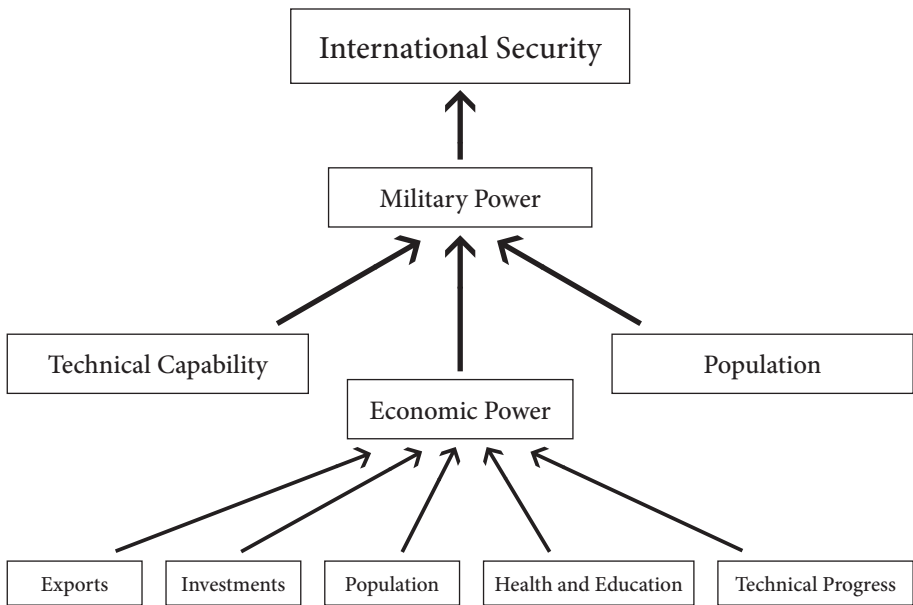 International Security
Military Power
Technical Capability
Population
Economic Power
Exports
Investments
Population
Health and Education
Technical Progress